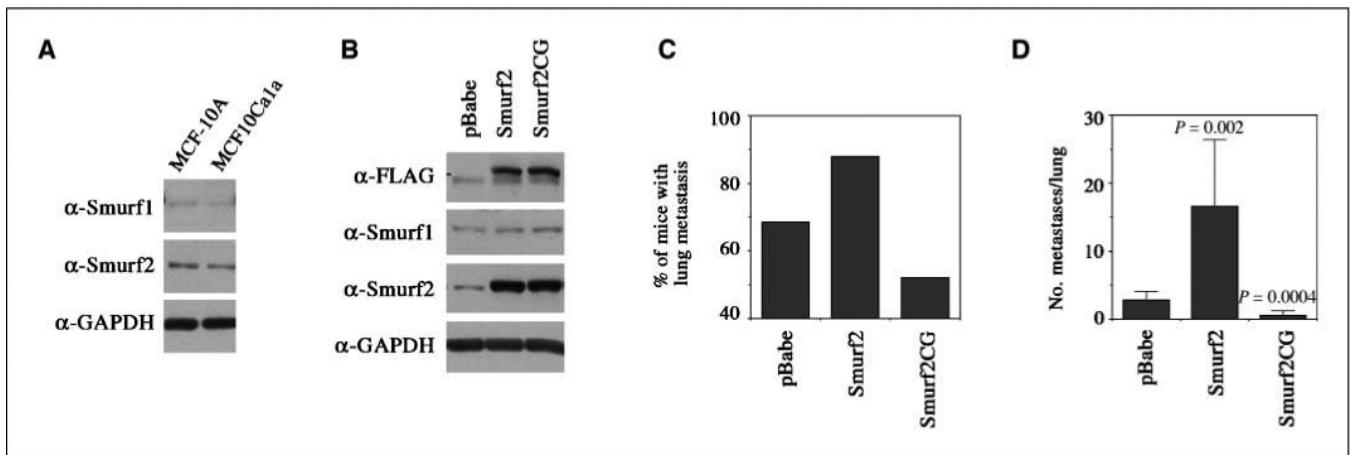 A
MCF-10A
MCF10Ca1a
α-Smurf1
α-Smurf2
α-GAPDH
B
pBabe
Smurf2
Smurf2CG
α-FLAG
α-Smurf1
α-Smurf2
α-GAPDH
C
% of mice with
lung metastasis
100
80
60
40
pBabe
Smurf2
Smurf2CG
D
No. metastases/lung
30
20
10
0
P = 0.002
P = 0.0004
pBabe
Smurf2
Smurf2CG